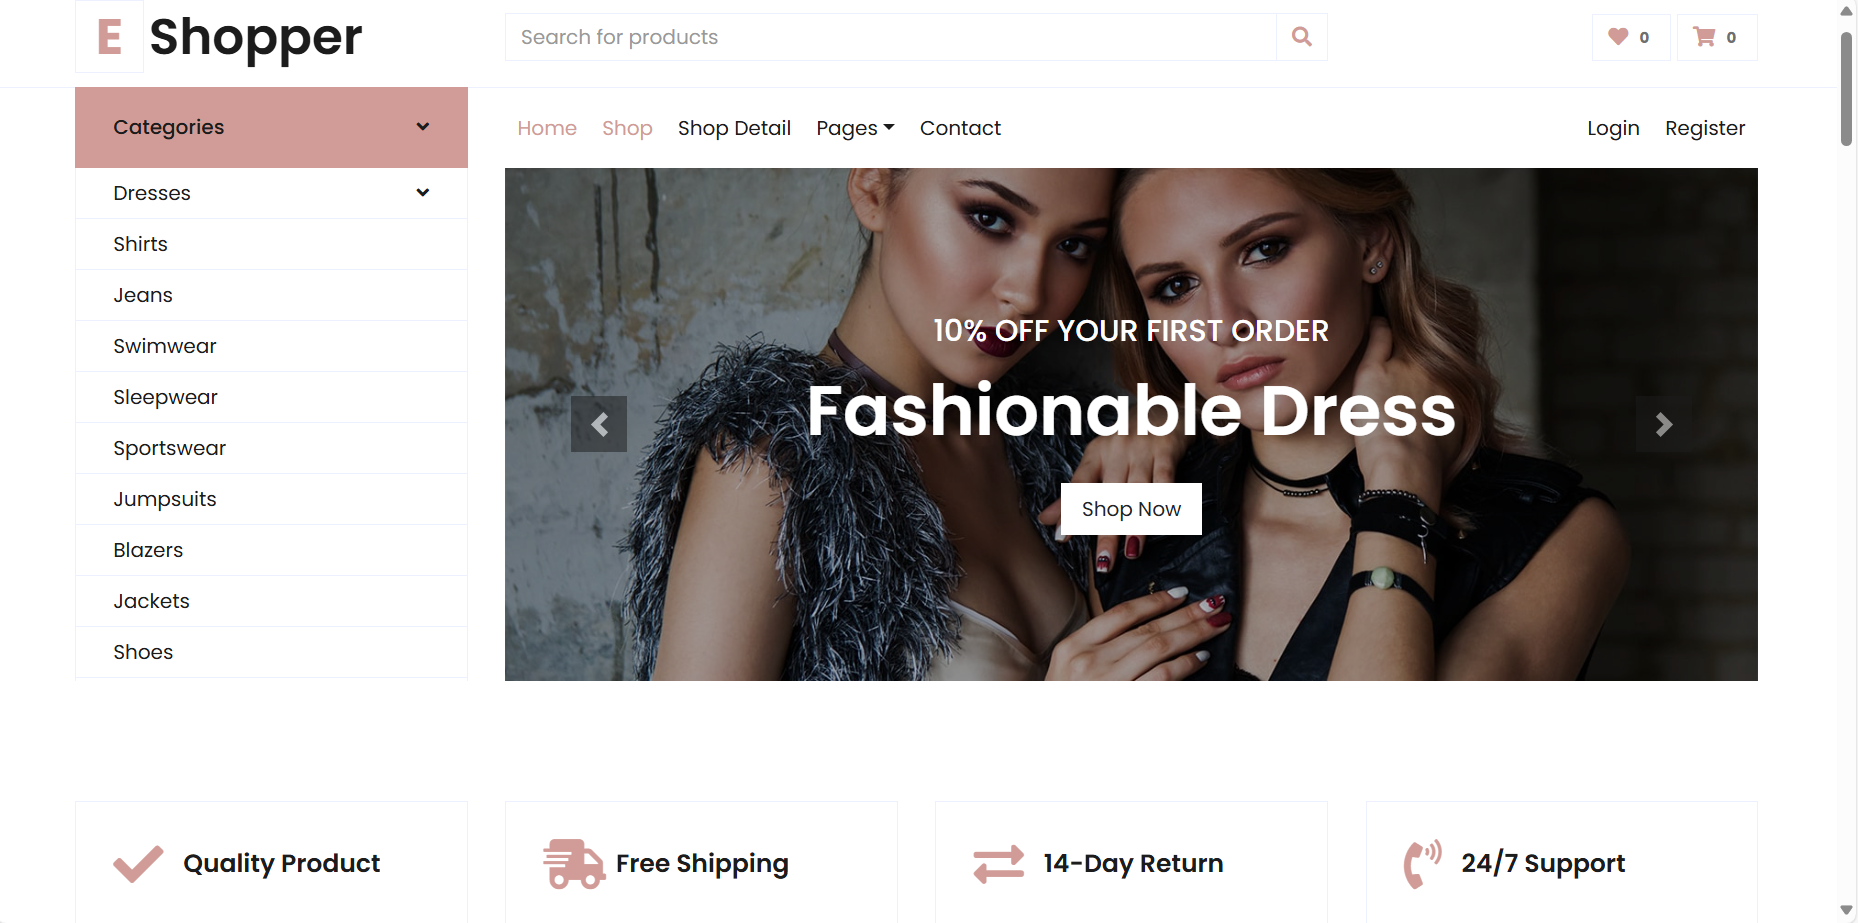 E Shopper
Search for products
0
0
Categories
Home Shop Shop Detail Pages Contact
Login Register
Dresses
Shirts
Jeans
Swimwear
Sleepwear
Sportswear
Jumpsuits
Blazers
Jackets
Shoes
10% OFF YOUR FIRST ORDER
Fashionable Dress
Shop Now
Quality Product
Free Shipping
14-Day Return
24/7 Support